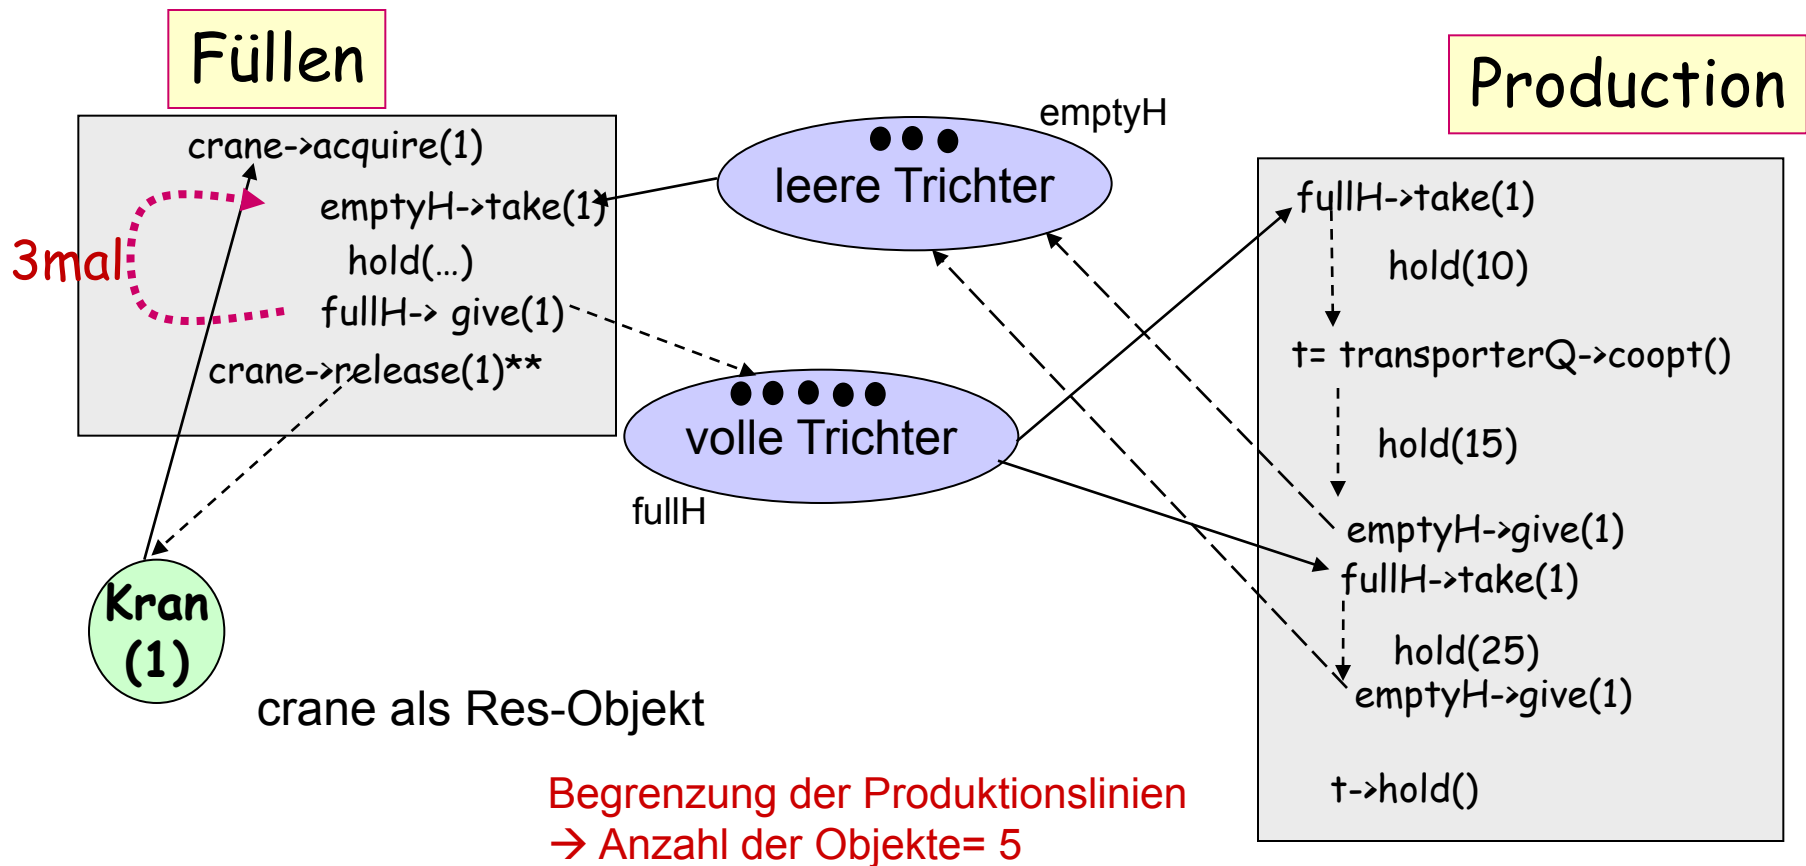 Füllen
crane->acquire(1)
emptyH->take(1)
3mal
hold(...)
fullH-> give(1)
crane->release(1)**
Kran
(1)
crane als Res-Objekt
emptyH
leere Trichter
volle Trichter
fullH
Begrenzung der Produktionslinien
→ Anzahl der Objekte= 5
Production
fullH->take(1)
hold(10)
t= transporterQ->coopt()
hold(15)
emptyH->give(1)
fullH->take(1)
hold(25)
emptyH->give(1)
t->hold()